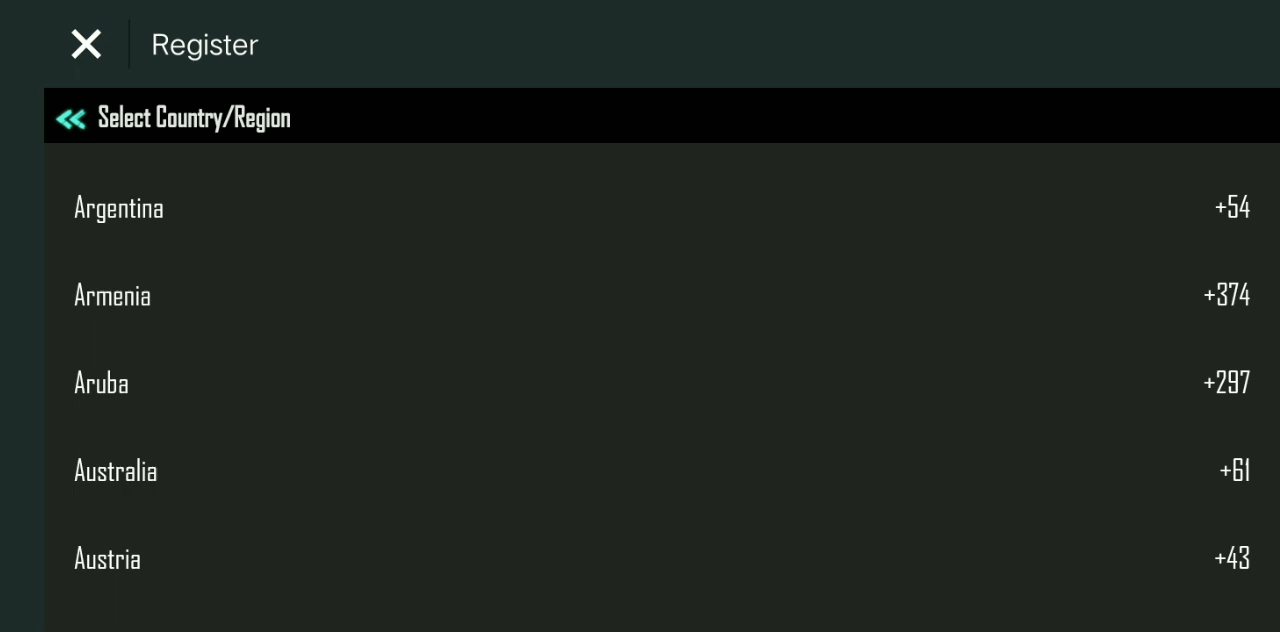 Register
Select Country/Region
Argentina +54
Armenia +374
Aruba +297
Australia +61
Austria +43